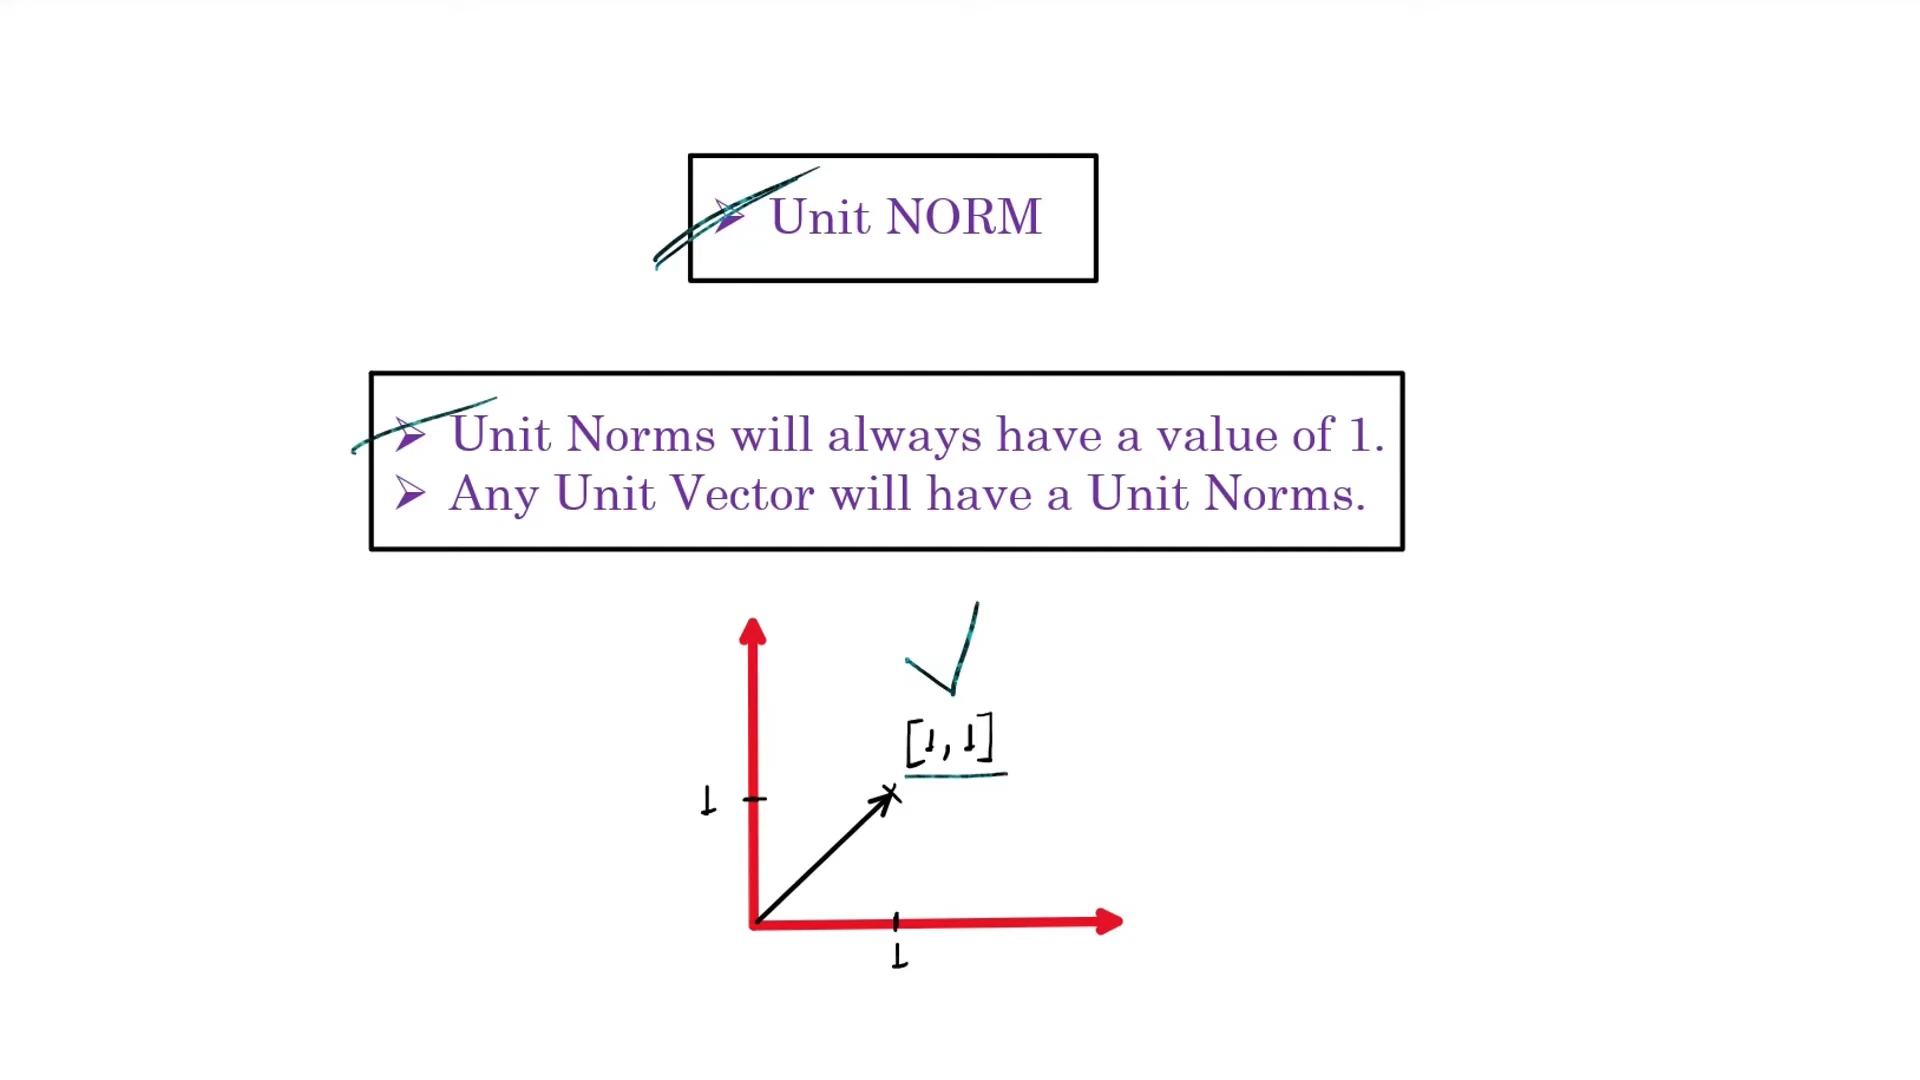 ➢ Unit NORM
➢ Unit Norms will always have a value of 1.
➢ Any Unit Vector will have a Unit Norms.
[1,1]
1
1